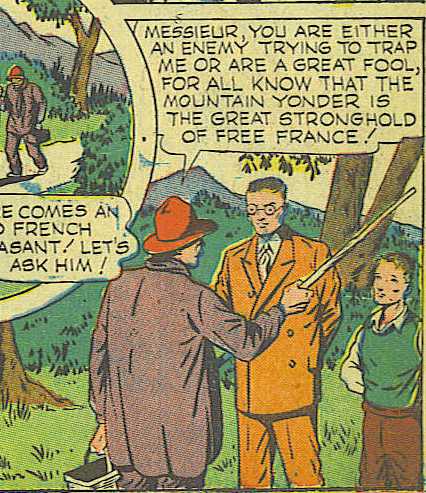 RE COMES AN
D FRENCH
ASANT! LET'S
ASK HIM!
MESSIEUR, YOU ARE EITHER
AN ENEMY TRYING TO TRAP
ME OR ARE A GREAT FOOL,
FOR ALL KNOW THAT THE
MOUNTAIN YONDER IS
THE GREAT STRONGHOLD
OF FREE FRANCE!